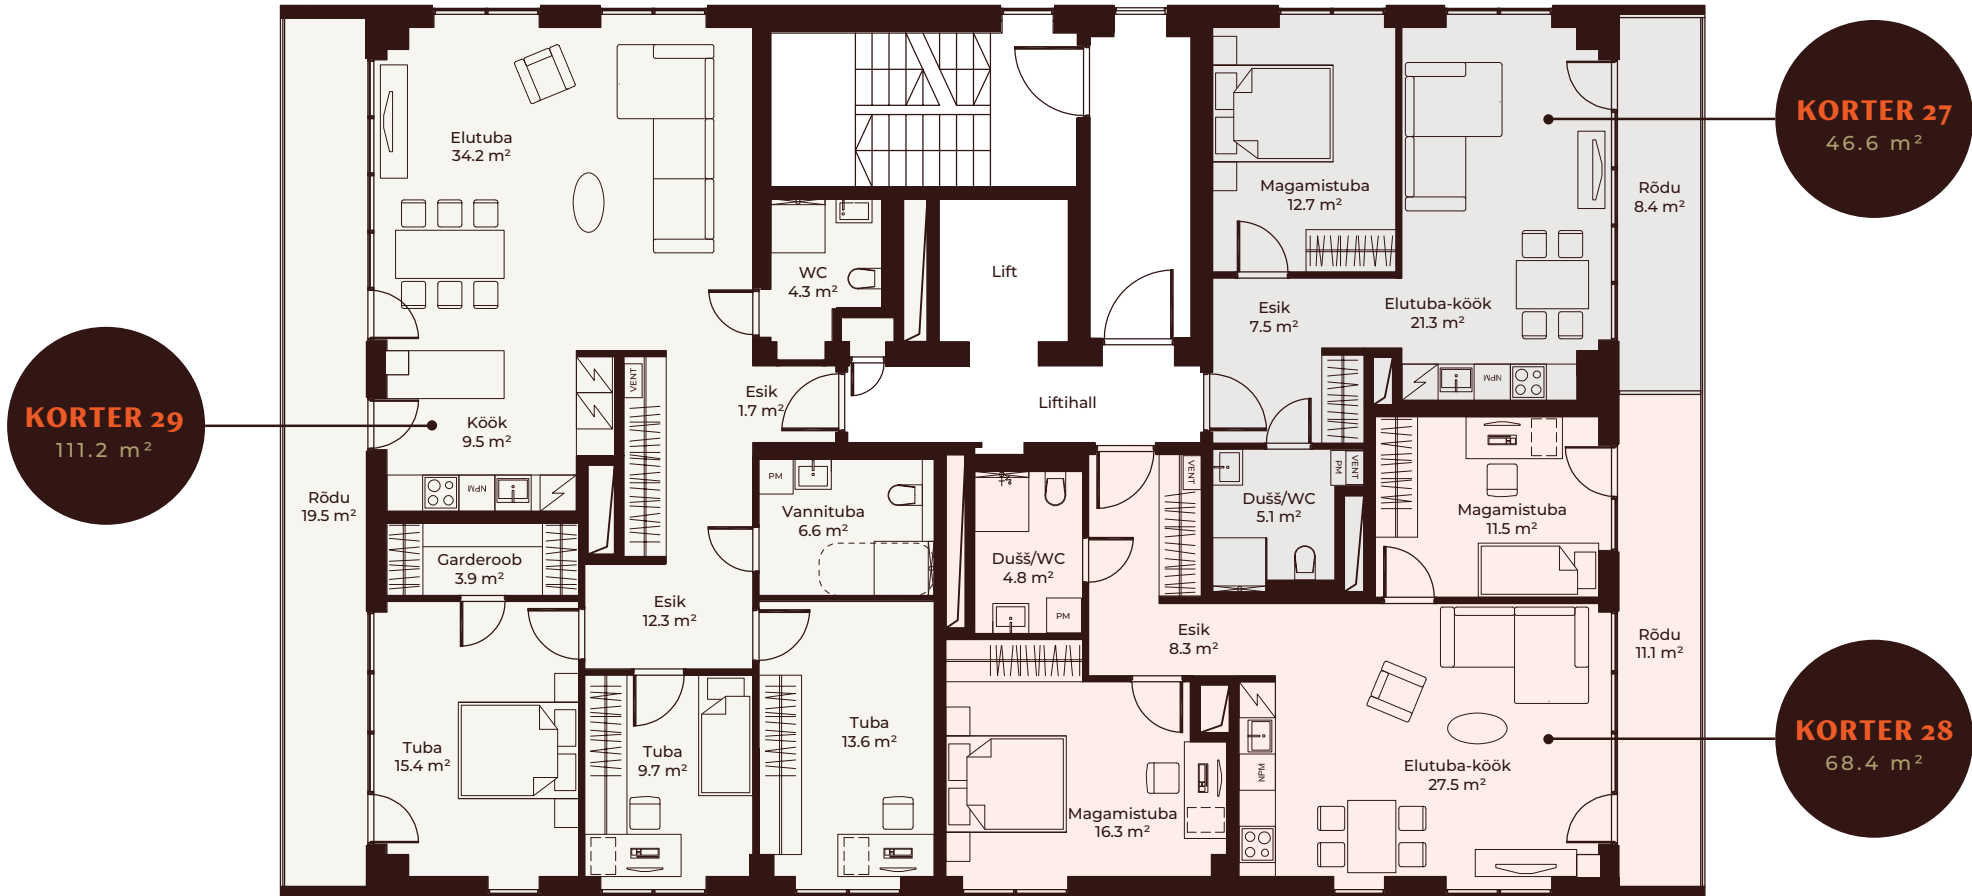 KORTER 29
111.2 m²
Rõdu
19.5 m²
Elutuba
34.2 m²
Köök
9.5 m²
NPM
VENT
Garderoob
3.9 m²
Tuba
15.4 m²
Esik
12.3 m²
Tuba
9.7 m²
Tuba
13.6 m²
PM
Vannituba
6.6 m²
Esik
1.7 m²
WC
4.3 m²
Lift
Liftihall
KORTER 27
46.6 m²
Magamistuba
12.7 m²
Esik
7.5 m²
Elutuba-köök
21.3 m²
NPM
Rõdu
8.4 m²
Dušš/WC
5.1 m²
PM
VENT
KORTER 28
68.4 m²
Magamistuba
11.5 m²
Rõdu
11.1 m²
VENT
Dušš/WC
4.8 m²
PM
Esik
8.3 m²
Magamistuba
16.3 m²
NPM
Elutuba-köök
27.5 m²